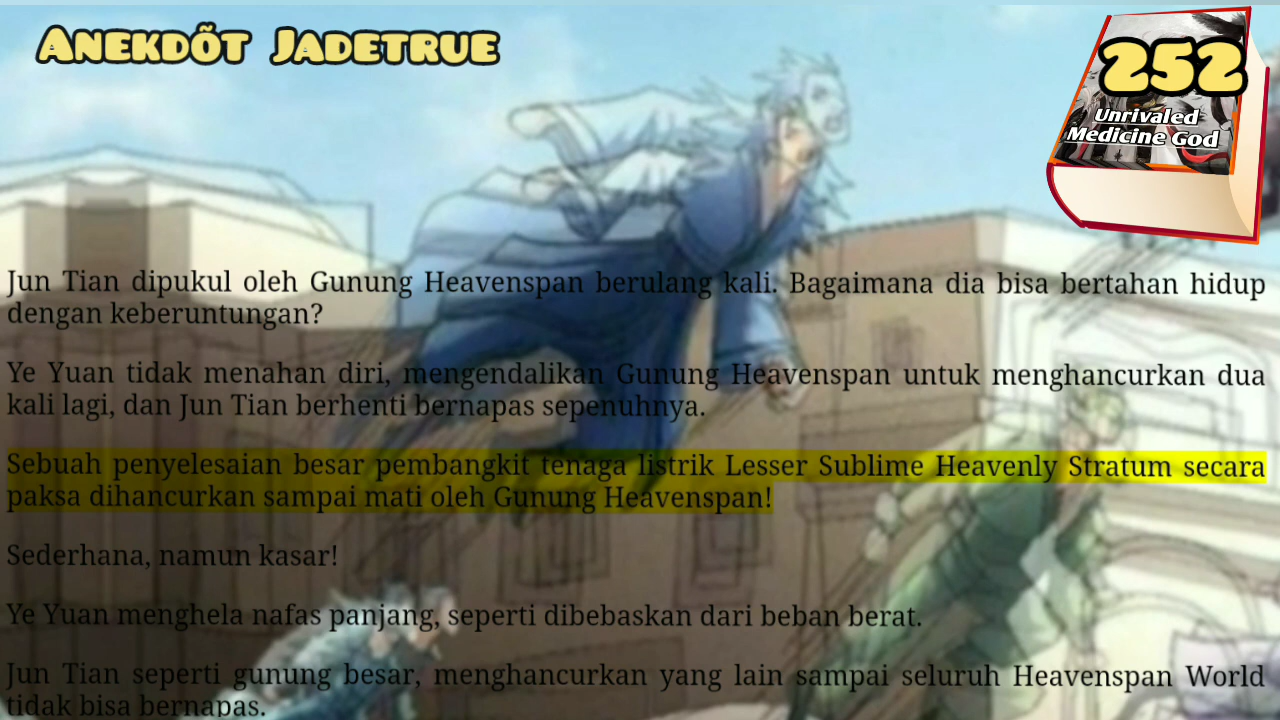 Anekdõt Jadetrue
252
Unrivaled
Medicine God
Jun Tian dipukul oleh Gunung Heavenspan berulang kali. Bagaimana dia bisa bertahan hidup
dengan keberuntungan?
Ye Yuan tidak menahan diri, mengendalikan Gunung Heavenspan untuk menghancurkan dua
kali lagi, dan Jun Tian berhenti bernapas sepenuhnya.
Sebuah penyelesaian besar pembangkit tenaga listrik Lesser Sublime Heavenly Stratum secara
paksa dihancurkan sampai mati oleh Gunung Heavenspan!
Sederhana, namun kasar!
Ye Yuan menghela nafas panjang, seperti dibebaskan dari beban berat.
Jun Tian seperti gunung besar, menghancurkan yang lain sampai seluruh Heavenspan World
tidak bisa bernapas.